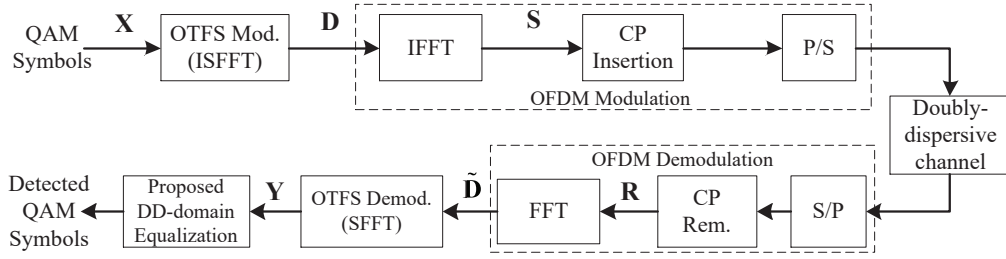 X
D
S
QAM
Symbols
OTFS Mod.
(ISFFT)
IFFT
CP
Insertion
P/S
OFDM Modulation
Doubly-
dispersive
channel
OFDM Demodulation
Detected
QAM
Symbols
Proposed
DD-domain
Equalization
Y
OTFS Demod.
(SFFT)
D̃
FFT
R
CP
Rem.
S/P